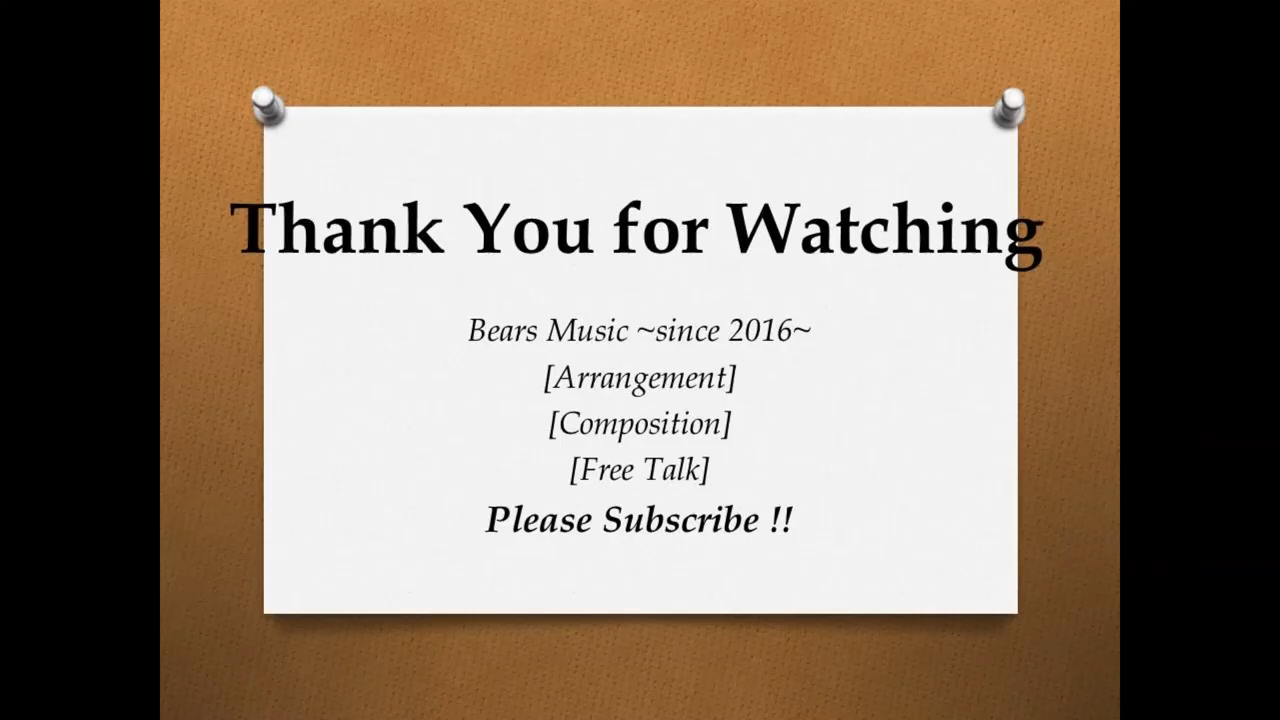 Thank You for Watching
Bears Music ~since 2016~
[Arrangement]
[Composition]
[Free Talk]
Please Subscribe !!